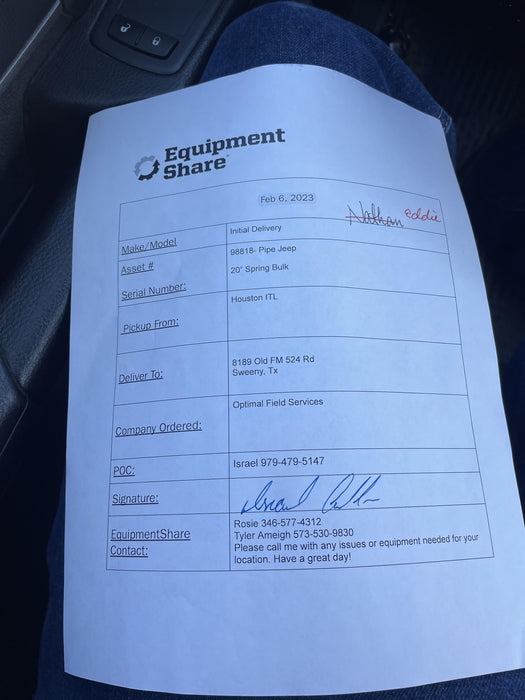 Equipment
Share
Feb 6, 2023
Nathan eddie
Make/Model
Initial Delivery
Asset #
98818- Pipe Jeep
Serial Number:
20" Spring Bulk
Pickup From:
Houston ITL
Deliver To:
8189 Old FM 524 Rd
Sweeny, Tx
Company Ordered:
Optimal Field Services
POC:
Israel 979-479-5147
Signature:
EquipmentShare
Contact:
Rosie 346-577-4312
Tyler Ameigh 573-530-9830
Please call me with any issues or equipment needed for your
location. Have a great day!